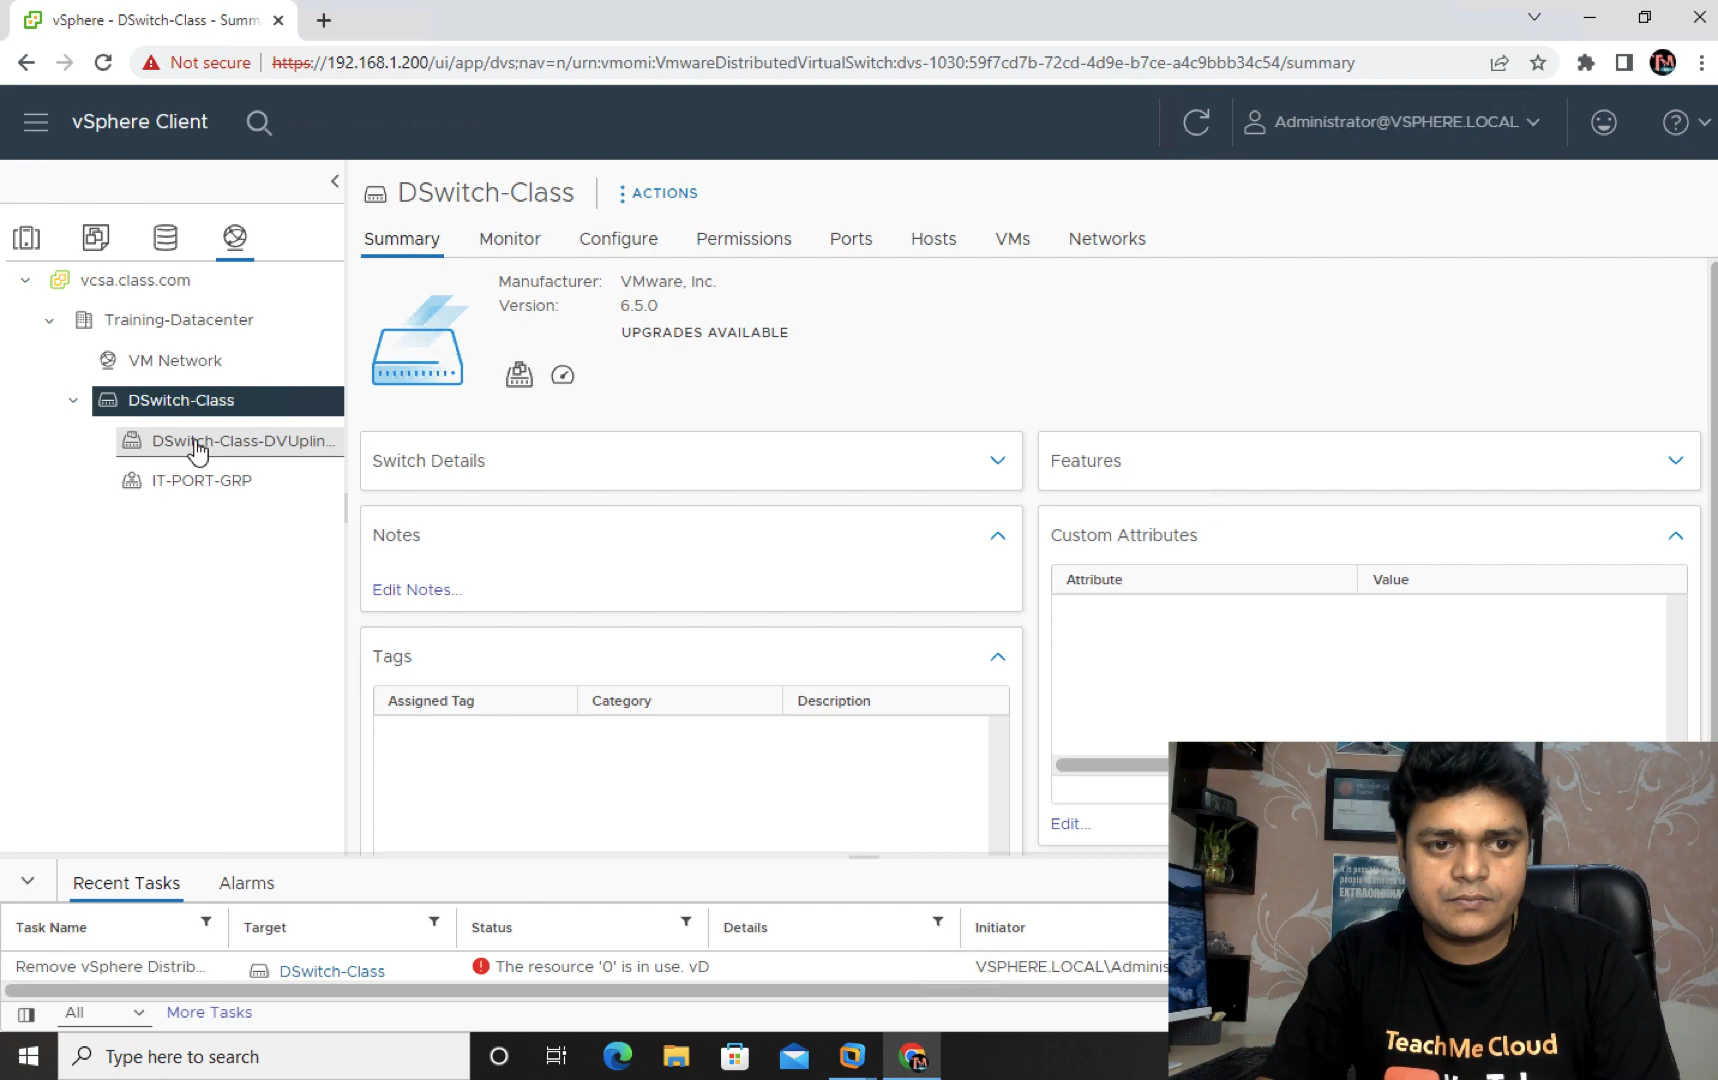 vSphere - DSwitch-Class - Summ
Not secure https://192.168.1.200/ui/app/dvs;nav=n/urn:vmomi:VmwareDistributedVirtualSwitch:dvs-1030:59f7cd7b-72cd-4d9e-b7ce-a4c9bbb34c54/summary
vSphere Client
Administrator@VSPHERE.LOCAL
DSwitch-Class
ACTIONS
Summary Monitor Configure Permissions Ports Hosts VMs Networks
vcsa.class.com
Training-Datacenter
VM Network
DSwitch-Class
DSwitch-Class-DVUplin...
IT-PORT-GRP
Manufacturer: VMware, Inc.
Version: 6.5.0
UPGRADES AVAILABLE
Switch Details
Features
Notes
Edit Notes...
Custom Attributes
Attribute Value
Edit...
Tags
Assigned Tag Category Description
Recent Tasks Alarms
Task Name Target Status Details Initiator
Remove vSphere Distrib... DSwitch-Class The resource '0' is in use. vD VSPHERE.LOCAL\Adminis
All More Tasks
Type here to search
EXTRAORDINA
TeachMe Cloud